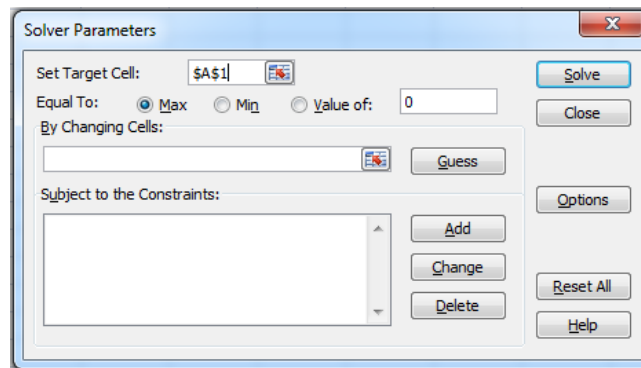 Solver Parameters
Set Target Cell: $A$1
Solve
Equal To: Max Min Value of: 0
Close
By Changing Cells:
Guess
Subject to the Constraints:
Options
Add
Change
Reset All
Delete
Help